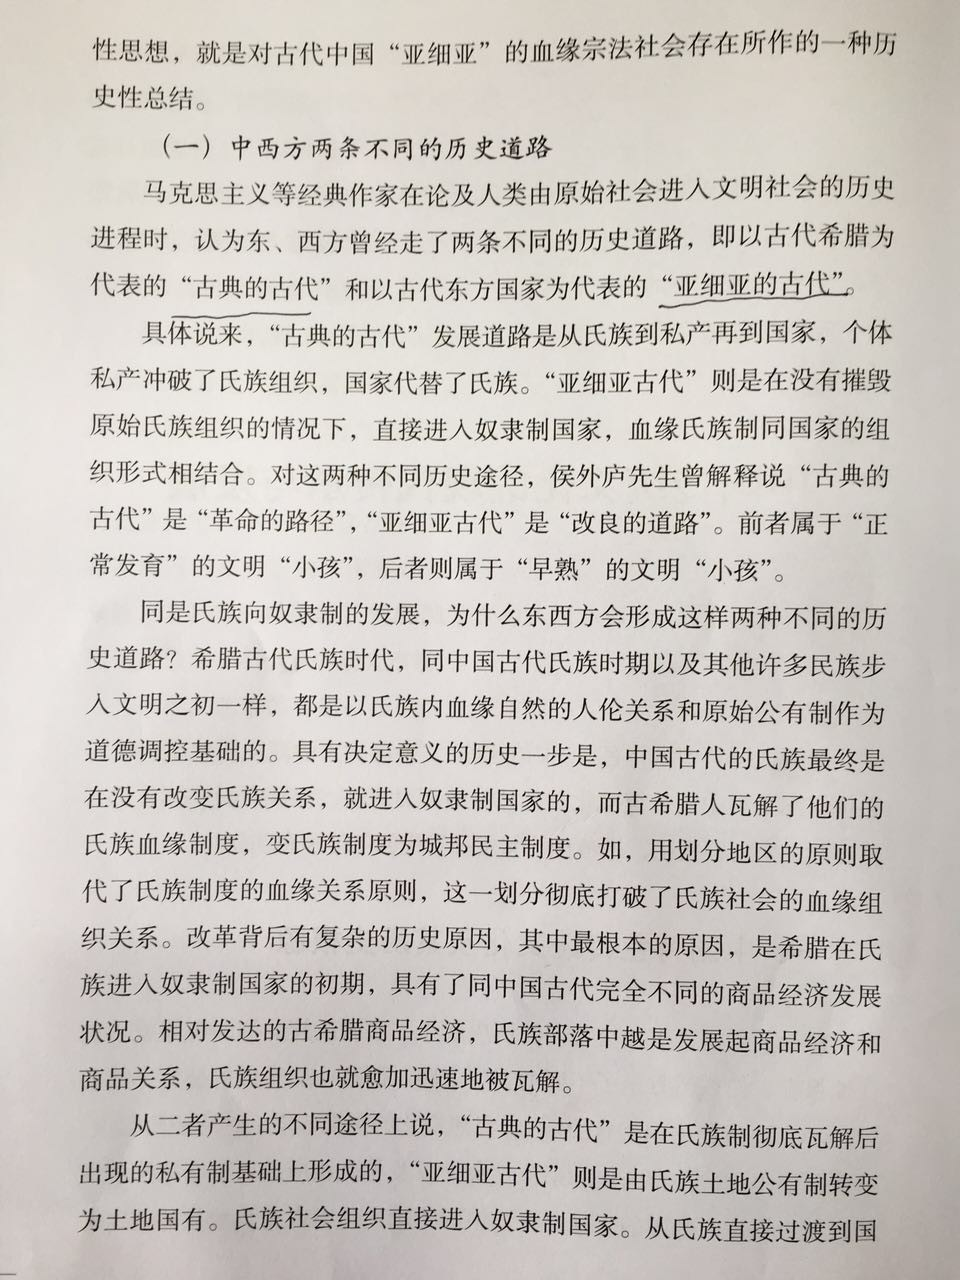 性思想，就是对古代中国“亚细亚”的血缘宗法社会存在所作的一种历
史性总结。
（一）中西方两条不同的历史道路
马克思主义等经典作家在论及人类由原始社会进入文明社会的历史
进程时，认为东、西方曾经走了两条不同的历史道路，即以古代希腊为
代表的“古典的古代”和以古代东方国家为代表的“亚细亚的古代”。
具体说来，“古典的古代”发展道路是从氏族到私产再到国家，个体
私产冲破了氏族组织，国家代替了氏族。“亚细亚古代”则是在没有摧毁
原始氏族组织的情况下，直接进入奴隶制国家，血缘氏族制同国家的组
织形式相结合。对这两种不同历史途径，侯外庐先生曾解释说“古典的
古代”是“革命的路径”，“亚细亚古代”是“改良的道路”。前者属于“正
常发育”的文明“小孩”，后者则属于“早熟”的文明“小孩”。
同是氏族向奴隶制的发展，为什么东西方会形成这样两种不同的历
史道路？希腊古代氏族时代，同中国古代氏族时期以及其他许多民族步
入文明之初一样，都是以氏族内血缘自然的人伦关系和原始公有制作为
道德调控基础的。具有决定意义的历史一步是，中国古代的氏族最终是
在没有改变氏族关系，就进入奴隶制国家的，而古希腊人瓦解了他们的
氏族血缘制度，变氏族制度为城邦民主制度。如，用划分地区的原则取
代了氏族制度的血缘关系原则，这一划分彻底打破了氏族社会的血缘组
织关系。改革背后有复杂的历史原因，其中最根本的原因，是希腊在氏
族进入奴隶制国家的初期，具有了同中国古代完全不同的商品经济发展
状况。相对发达的古希腊商品经济，氏族部落中越是发展起商品经济和
商品关系，氏族组织也就愈加迅速地被瓦解。
从二者产生的不同途径上说，“古典的古代”是在氏族制彻底瓦解后
出现的私有制基础上形成的，“亚细亚古代”则是由氏族土地公有制转变
为土地国有。氏族社会组织直接进入奴隶制国家。从氏族直接过渡到国